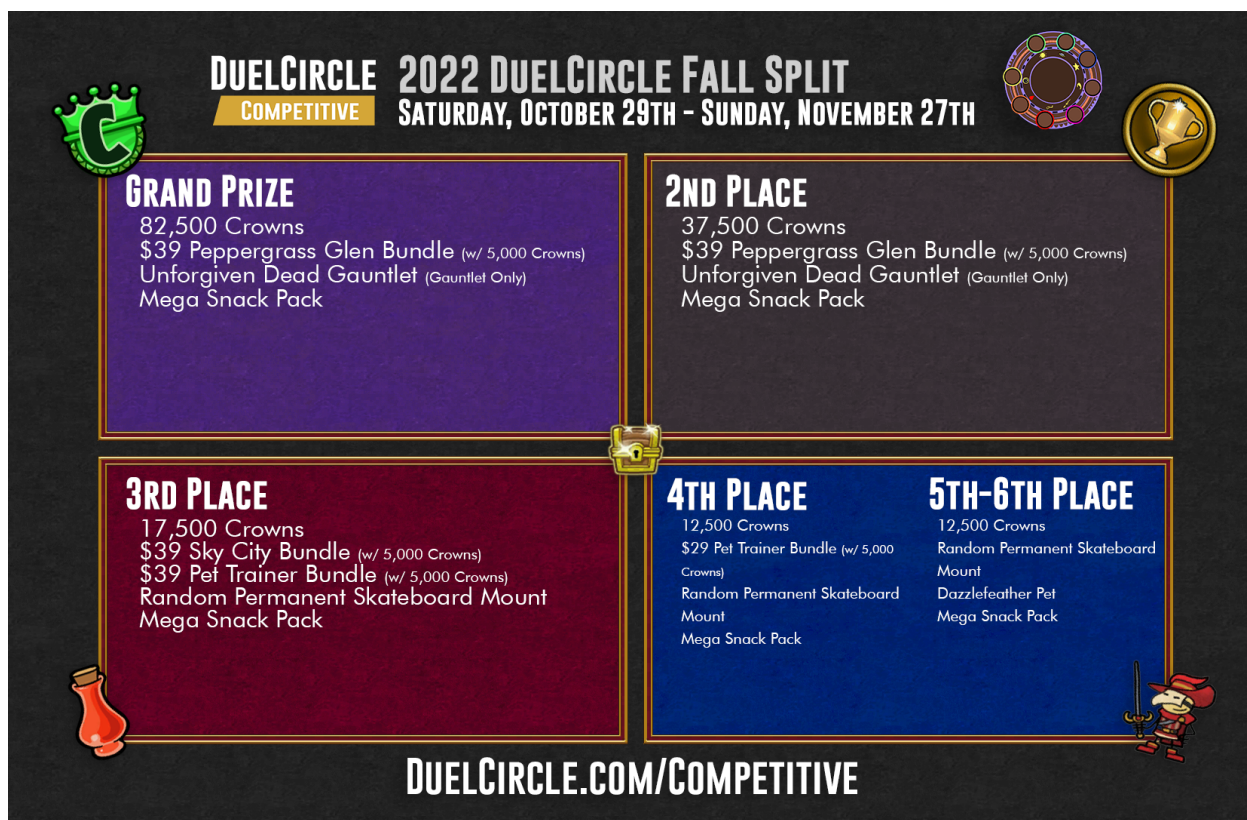 DuelCircle
Competitive
2022 DuelCircle Fall Split
Saturday, October 29th - Sunday, November 27th
Grand Prize
82,500 Crowns
$39 Peppergrass Glen Bundle (w/ 5,000 Crowns)
Unforgiven Dead Gauntlet (Gauntlet Only)
Mega Snack Pack
2nd Place
37,500 Crowns
$39 Peppergrass Glen Bundle (w/ 5,000 Crowns)
Unforgiven Dead Gauntlet (Gauntlet Only)
Mega Snack Pack
3rd Place
17,500 Crowns
$39 Sky City Bundle (w/ 5,000 Crowns)
$39 Pet Trainer Bundle (w/ 5,000 Crowns)
Random Permanent Skateboard Mount
Mega Snack Pack
4th Place
12,500 Crowns
$29 Pet Trainer Bundle (w/ 5,000
Crowns)
Random Permanent Skateboard
Mount
Mega Snack Pack
5th-6th Place
12,500 Crowns
Random Permanent Skateboard
Mount
Dazzlefeather Pet
Mega Snack Pack
DuelCircle.com/Competitive